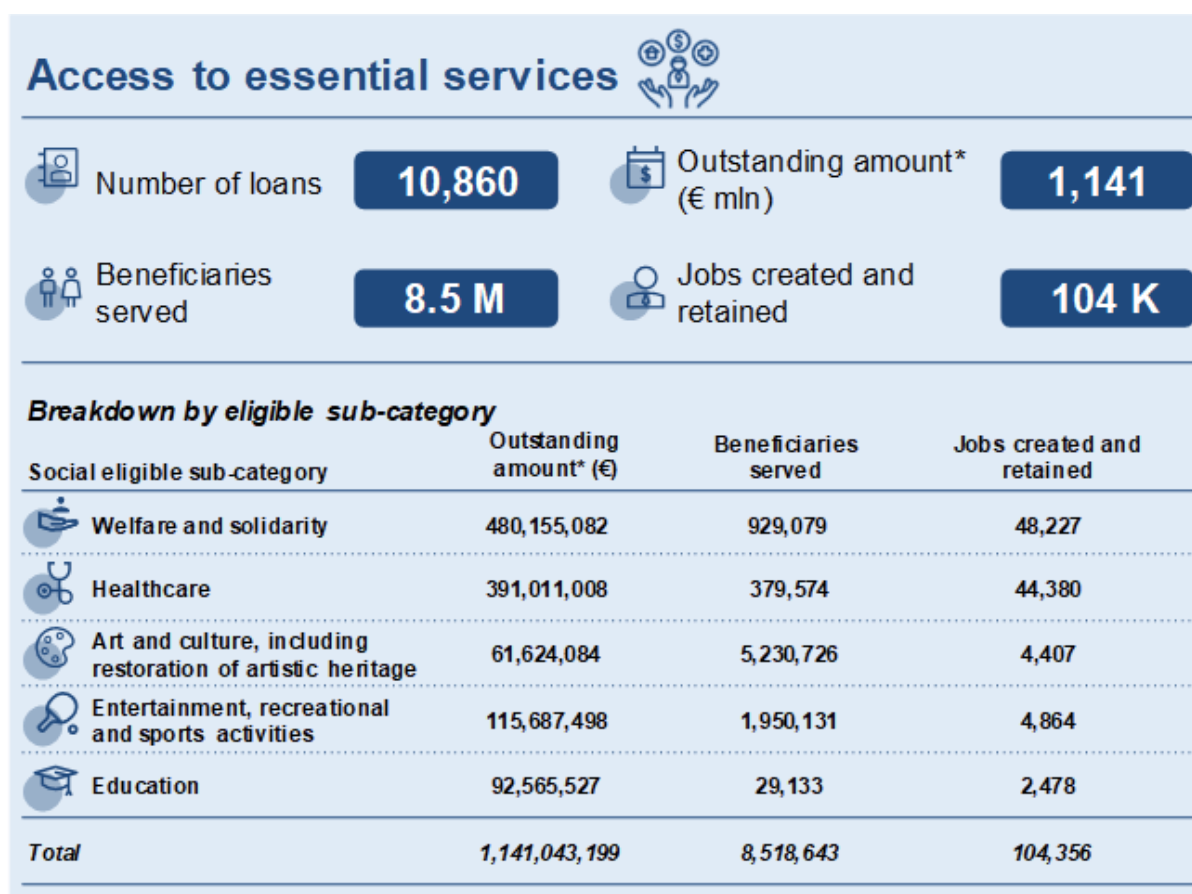 Access to essential services
Number of loans
10,860
Outstanding amount*
(€ mln)
1,141
Beneficiaries
served
8.5 M
Jobs created and
retained
104 K
Breakdown by eligible sub-category
Social eligible sub-category
Outstanding
amount* (€)
Beneficiaries
served
Jobs created and
retained
Welfare and solidarity 480,155,082 929,079 48,227
Healthcare 391,011,008 379,574 44,380
Art and culture, including
restoration of artistic heritage
61,624,084 5,230,726 4,407
Entertainment, recreational
and sports activities
115,687,498 1,950,131 4,864
Education 92,565,527 29,133 2,478
Total 1,141,043,199 8,518,643 104,356